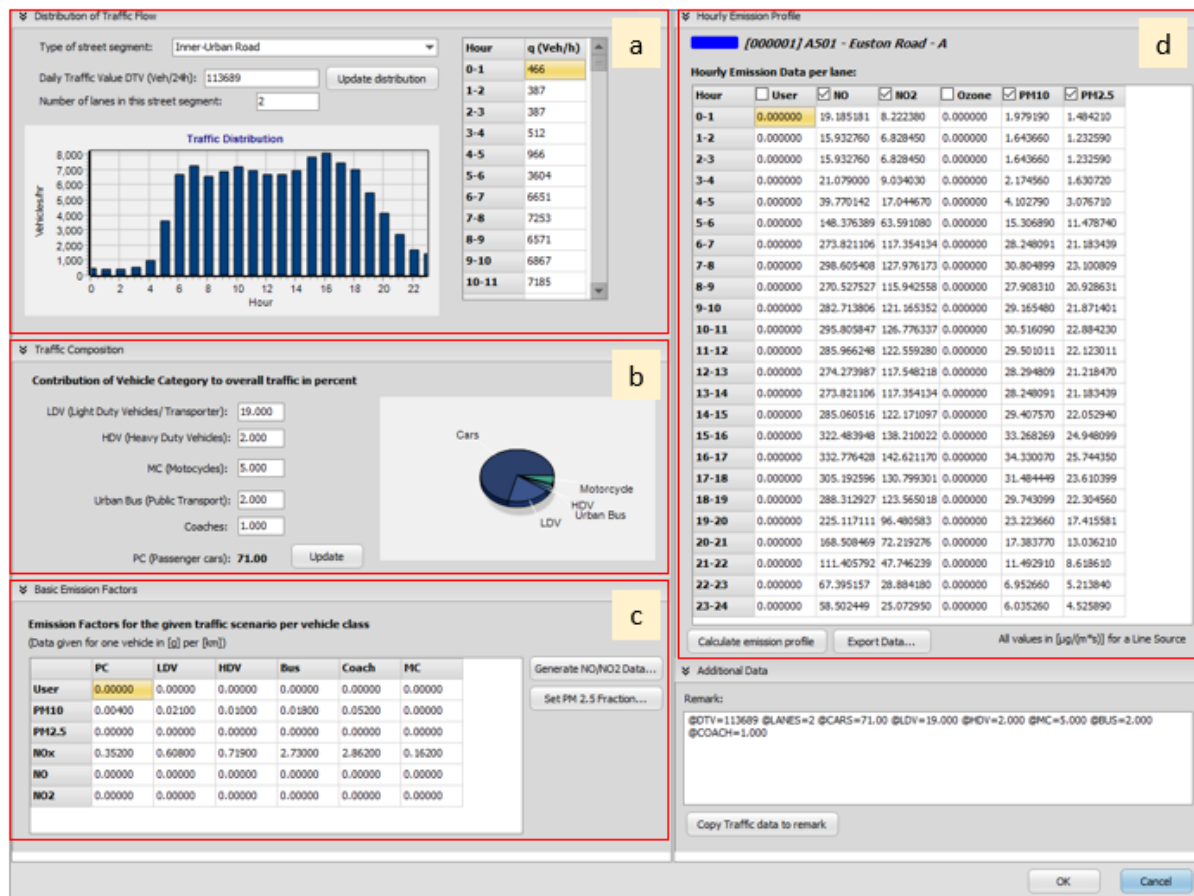 Distribution of Traffic Flow
a
Type of street segment: Inner-Urban Road
Daily Traffic Value DTV (Veh/24h): 113689 Update distribution
Number of lanes in this street segment: 2
Traffic Distribution
Vehicles/hr
8,000
7,000
6,000
5,000
4,000
3,000
2,000
1,000
0
0 2 4 6 8 10 12 14 16 18 20 22
Hour
Hour q (Veh/h)
0-1 466
1-2 387
2-3 387
3-4 512
4-5 966
5-6 3604
6-7 6651
7-8 7253
8-9 6571
9-10 6867
10-11 7185
Traffic Composition
b
Contribution of Vehicle Category to overall traffic in percent
LDV (Light Duty Vehicles/ Transporter): 19.000
HDV (Heavy Duty Vehicles): 2.000
MC (Motocycles): 5.000
Urban Bus (Public Transport): 2.000
Coaches: 1.000
PC (Passenger cars): 71.00 Update
Cars
Motorcycle
HDV
Urban Bus
LDV
Basic Emission Factors
c
Emission Factors for the given traffic scenario per vehicle class
(Data given for one vehicle in [g] per [km])
PC LDV HDV Bus Coach MC
User 0.00000 0.00000 0.00000 0.00000 0.00000 0.00000
PM10 0.00400 0.02100 0.01000 0.01800 0.05200 0.00000
PM2.5 0.00000 0.00000 0.00000 0.00000 0.00000 0.00000
NOx 0.35200 0.60800 0.71900 2.73000 2.86200 0.16200
NO 0.00000 0.00000 0.00000 0.00000 0.00000 0.00000
NO2 0.00000 0.00000 0.00000 0.00000 0.00000 0.00000
Generate NO/NO2 Data...
Set PM 2.5 Fraction...
Hourly Emission Profile
d
[000001] A501 - Euston Road - A
Hourly Emission Data per lane:
Hour User NO NO2 Ozone PM10 PM2.5
0-1 0.000000 19.185181 8.222380 0.000000 1.979190 1.484210
1-2 0.000000 15.932760 6.828450 0.000000 1.643660 1.232590
2-3 0.000000 15.932760 6.828450 0.000000 1.643660 1.232590
3-4 0.000000 21.079000 9.034030 0.000000 2.174560 1.630720
4-5 0.000000 39.770142 17.044670 0.000000 4.102790 3.076710
5-6 0.000000 148.376389 63.591080 0.000000 15.306890 11.478740
6-7 0.000000 273.821106 117.354134 0.000000 28.248091 21.183439
7-8 0.000000 298.605408 127.976173 0.000000 30.804899 23.100809
8-9 0.000000 270.527527 115.942558 0.000000 27.908310 20.928631
9-10 0.000000 282.713806 121.165352 0.000000 29.165480 21.871401
10-11 0.000000 295.805847 126.776337 0.000000 30.516090 22.884230
11-12 0.000000 285.966248 122.559280 0.000000 29.501011 22.123011
12-13 0.000000 274.273987 117.548218 0.000000 28.294809 21.218470
13-14 0.000000 273.821106 117.354134 0.000000 28.248091 21.183439
14-15 0.000000 285.060516 122.171097 0.000000 29.407570 22.052940
15-16 0.000000 322.483948 138.210022 0.000000 33.268269 24.948099
16-17 0.000000 332.776428 142.621170 0.000000 34.330070 25.744350
17-18 0.000000 305.192596 130.799301 0.000000 31.484449 23.610399
18-19 0.000000 288.312927 123.565018 0.000000 29.743099 22.304560
19-20 0.000000 225.117111 96.480583 0.000000 23.223660 17.415581
20-21 0.000000 168.508469 72.219276 0.000000 17.383770 13.036210
21-22 0.000000 111.405792 47.746239 0.000000 11.492910 8.618610
22-23 0.000000 67.395157 28.884180 0.000000 6.952660 5.213840
23-24 0.000000 58.502449 25.072950 0.000000 6.035260 4.525890
Calculate emission profile Export Data... All values in [µg/(m*s)] for a Line Source
Additional Data
Remark:
@DTV=113689 @LANES=2 @CARS=71.00 @LDV=19.000 @HDV=2.000 @MC=5.000 @BUS=2.000
@COACH=1.000
Copy Traffic data to remark
OK Cancel